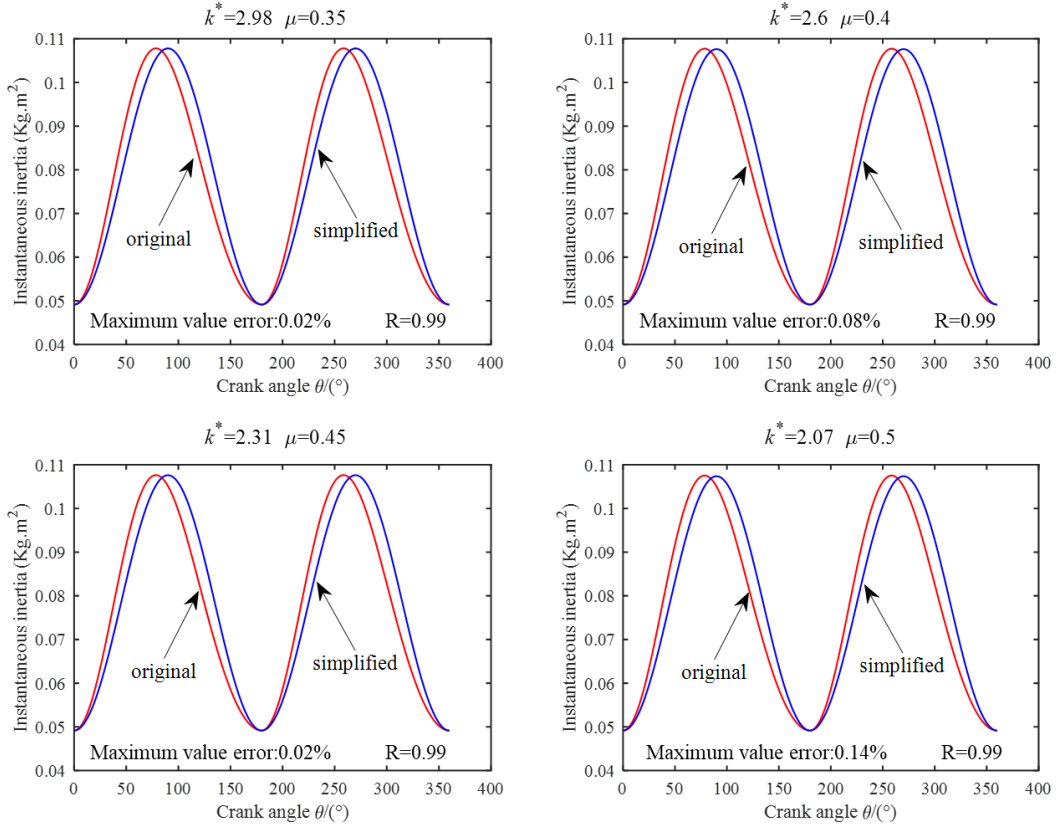 k*=2.98 μ=0.35
Instantaneous inertia (Kg.m²)
0.11
0.1
0.09
0.08
0.07
0.06
0.05
0.04
original
simplified
Maximum value error:0.02% R=0.99
0 50 100 150 200 250 300 350 400
Crank angle θ/(°)
k*=2.6 μ=0.4
Instantaneous inertia (Kg.m²)
0.11
0.1
0.09
0.08
0.07
0.06
0.05
0.04
original
simplified
Maximum value error:0.08% R=0.99
0 50 100 150 200 250 300 350 400
Crank angle θ/(°)
k*=2.31 μ=0.45
Instantaneous inertia (Kg.m²)
0.11
0.1
0.09
0.08
0.07
0.06
0.05
0.04
original
simplified
Maximum value error:0.02% R=0.99
0 50 100 150 200 250 300 350 400
Crank angle θ/(°)
k*=2.07 μ=0.5
Instantaneous inertia (Kg.m²)
0.11
0.1
0.09
0.08
0.07
0.06
0.05
0.04
original
simplified
Maximum value error:0.14% R=0.99
0 50 100 150 200 250 300 350 400
Crank angle θ/(°)